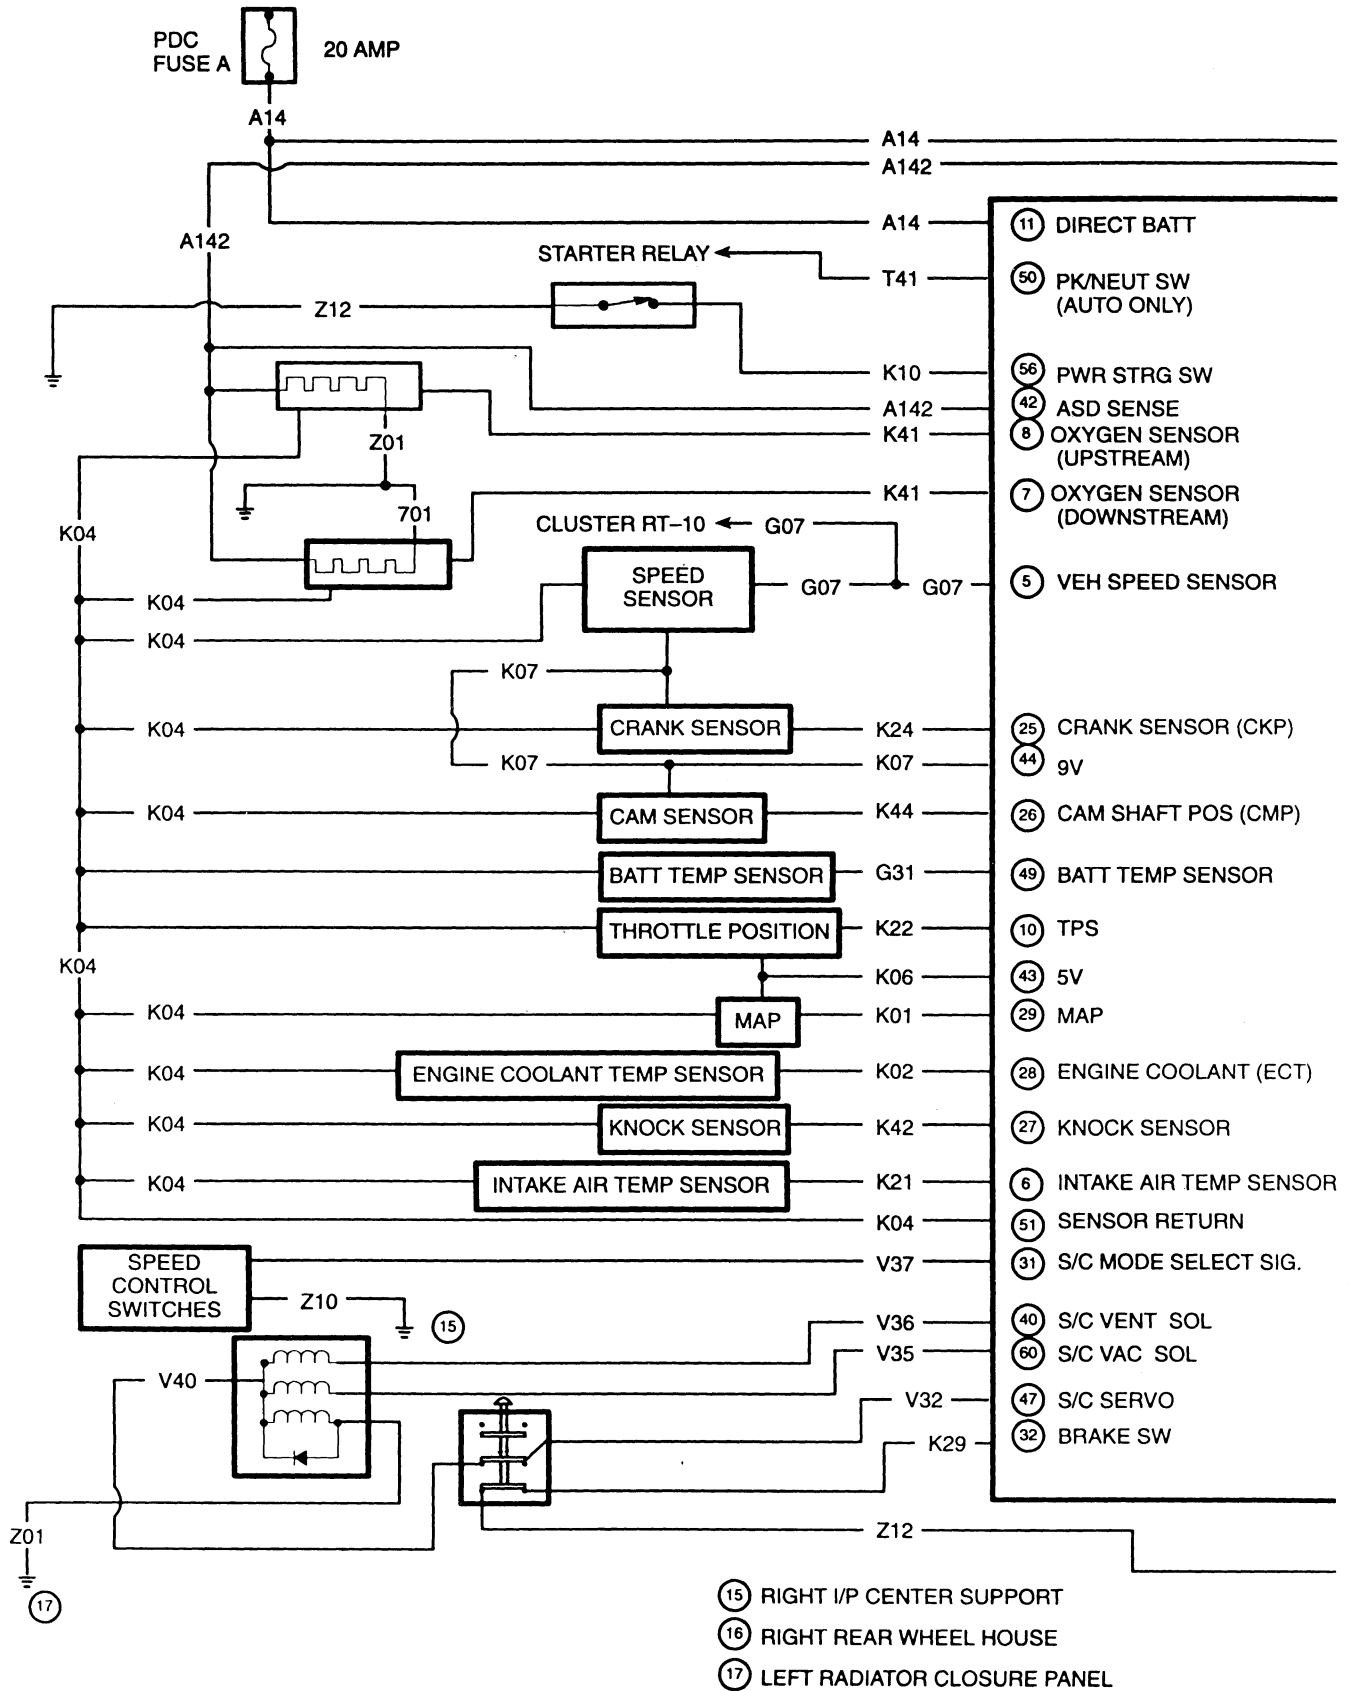 PDC
FUSE A
20 AMP
A14
A14
A142
A14
11 DIRECT BATT
A142
STARTER RELAY
T41
50 PK/NEUT SW
(AUTO ONLY)
Z12
K10
56 PWR STRG SW
A142
42 ASD SENSE
Z01
K41
8 OXYGEN SENSOR
(UPSTREAM)
K41
7 OXYGEN SENSOR
(DOWNSTREAM)
701
CLUSTER RT-10
G07
K04
SPEED
SENSOR
G07
G07
5 VEH SPEED SENSOR
K04
K04
K07
K04
CRANK SENSOR
K24
25 CRANK SENSOR (CKP)
K07
K07
44 9V
K04
CAM SENSOR
K44
26 CAM SHAFT POS (CMP)
BATT TEMP SENSOR
G31
49 BATT TEMP SENSOR
THROTTLE POSITION
K22
10 TPS
K04
K06
43 5V
K04
MAP
K01
29 MAP
K04
ENGINE COOLANT TEMP SENSOR
K02
28 ENGINE COOLANT (ECT)
K04
KNOCK SENSOR
K42
27 KNOCK SENSOR
K04
INTAKE AIR TEMP SENSOR
K21
6 INTAKE AIR TEMP SENSOR
K04
51 SENSOR RETURN
SPEED
CONTROL
SWITCHES
V37
31 S/C MODE SELECT SIG.
Z10
15
V36
40 S/C VENT SOL
V35
60 S/C VAC SOL
V40
V32
47 S/C SERVO
K29
32 BRAKE SW
Z01
17
Z12
15 RIGHT I/P CENTER SUPPORT
16 RIGHT REAR WHEEL HOUSE
17 LEFT RADIATOR CLOSURE PANEL